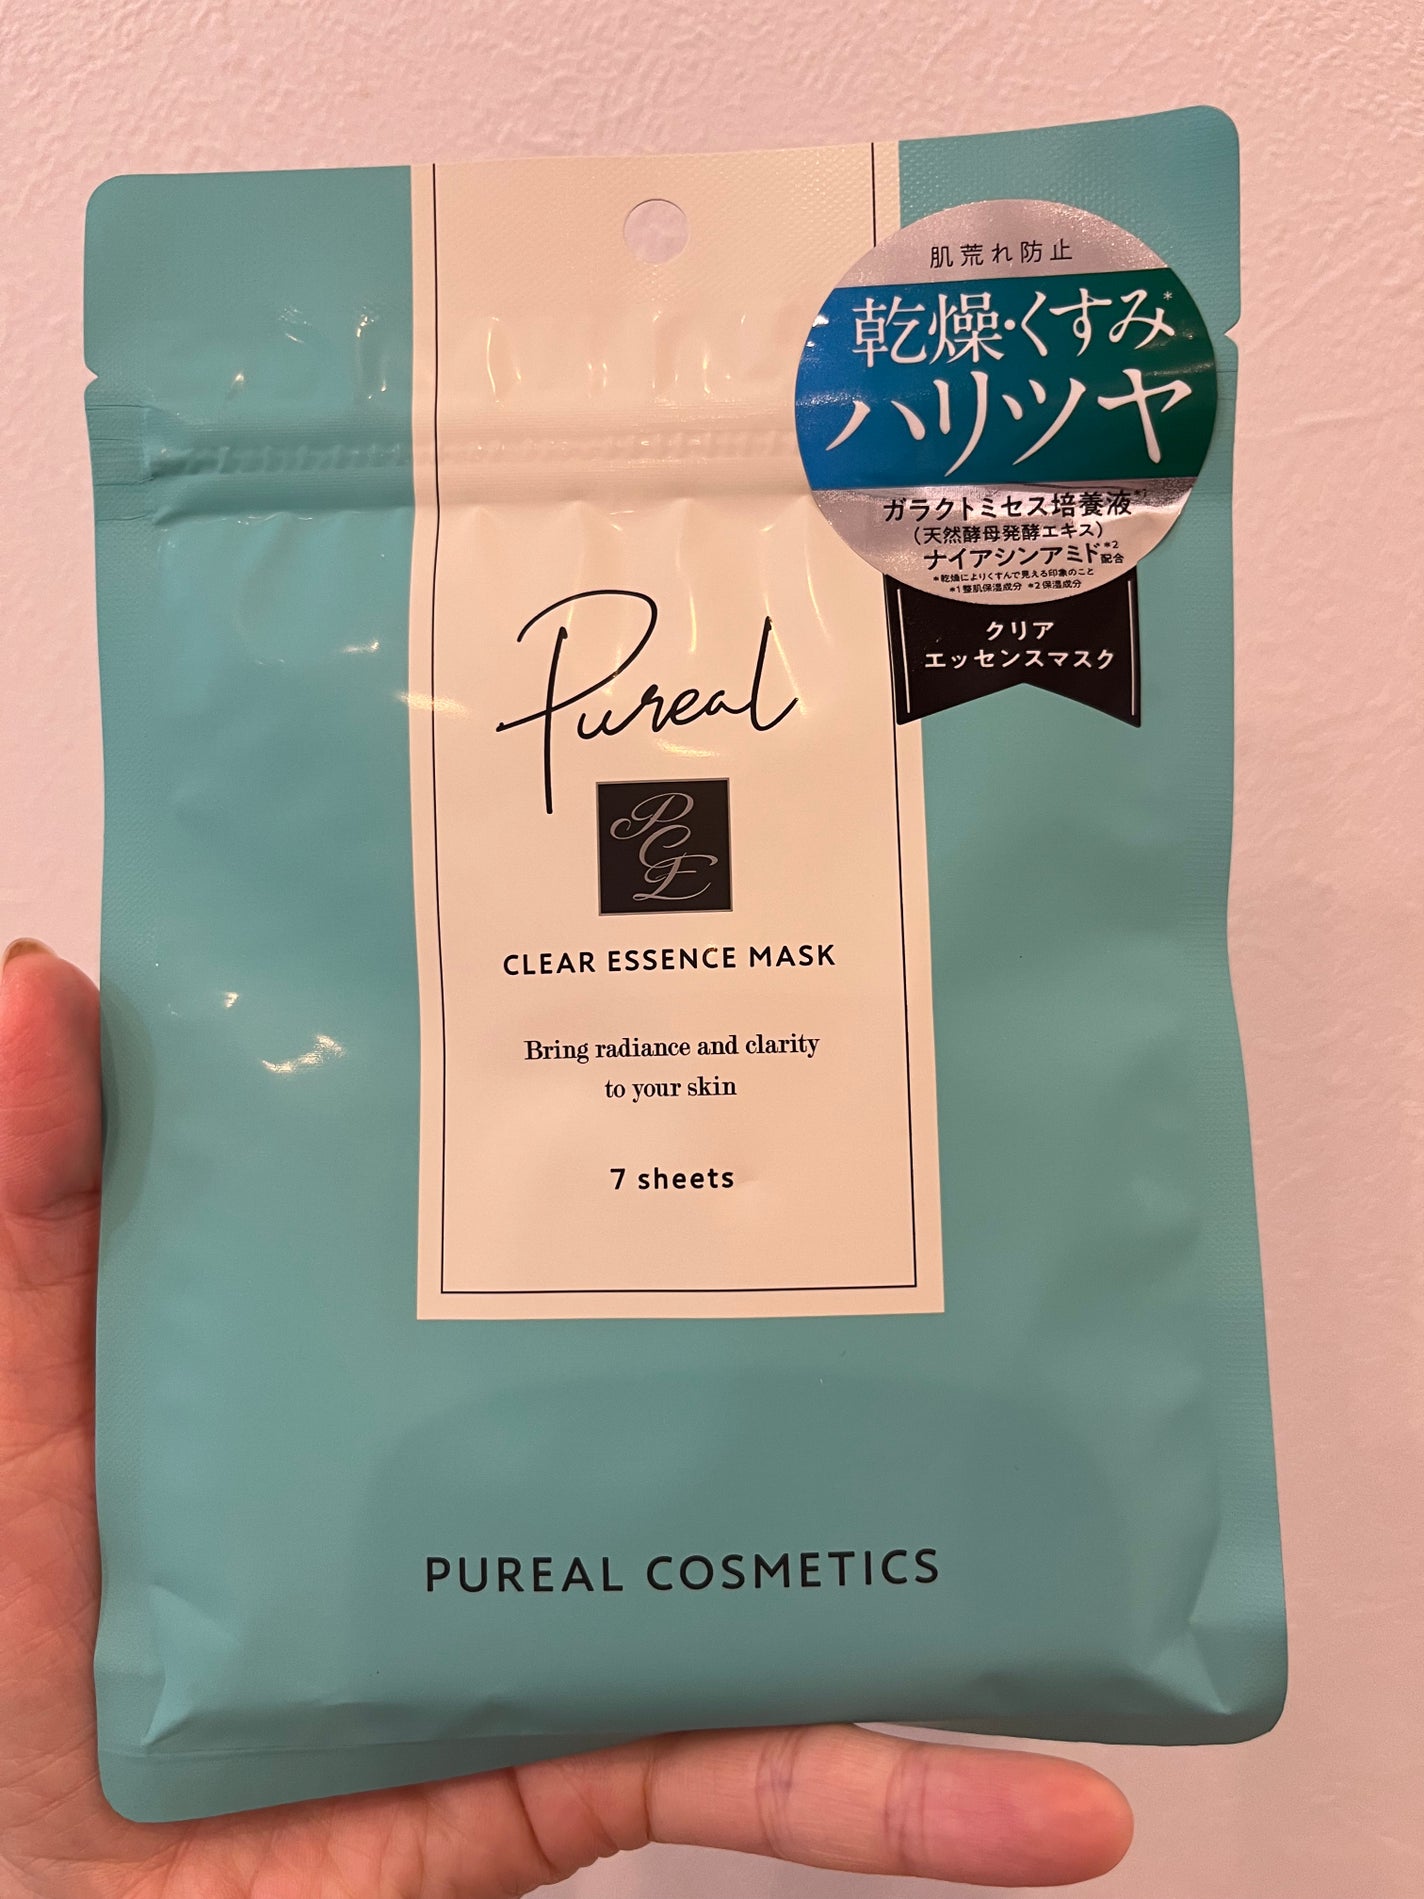 肌荒れ防止
乾燥・くすみ*
ハリツヤ
ガラクトミセス培養液*1
(天然酵母発酵エキス)
ナイアシンアミド*2配合
*乾燥によりくすんで見える印象のこと
*1 整肌保湿成分 *2 保湿成分
クリア
エッセンスマスク
Pureal
PCE
CLEAR ESSENCE MASK
Bring radiance and clarity
to your skin
7 sheets
PUREAL COSMETICS